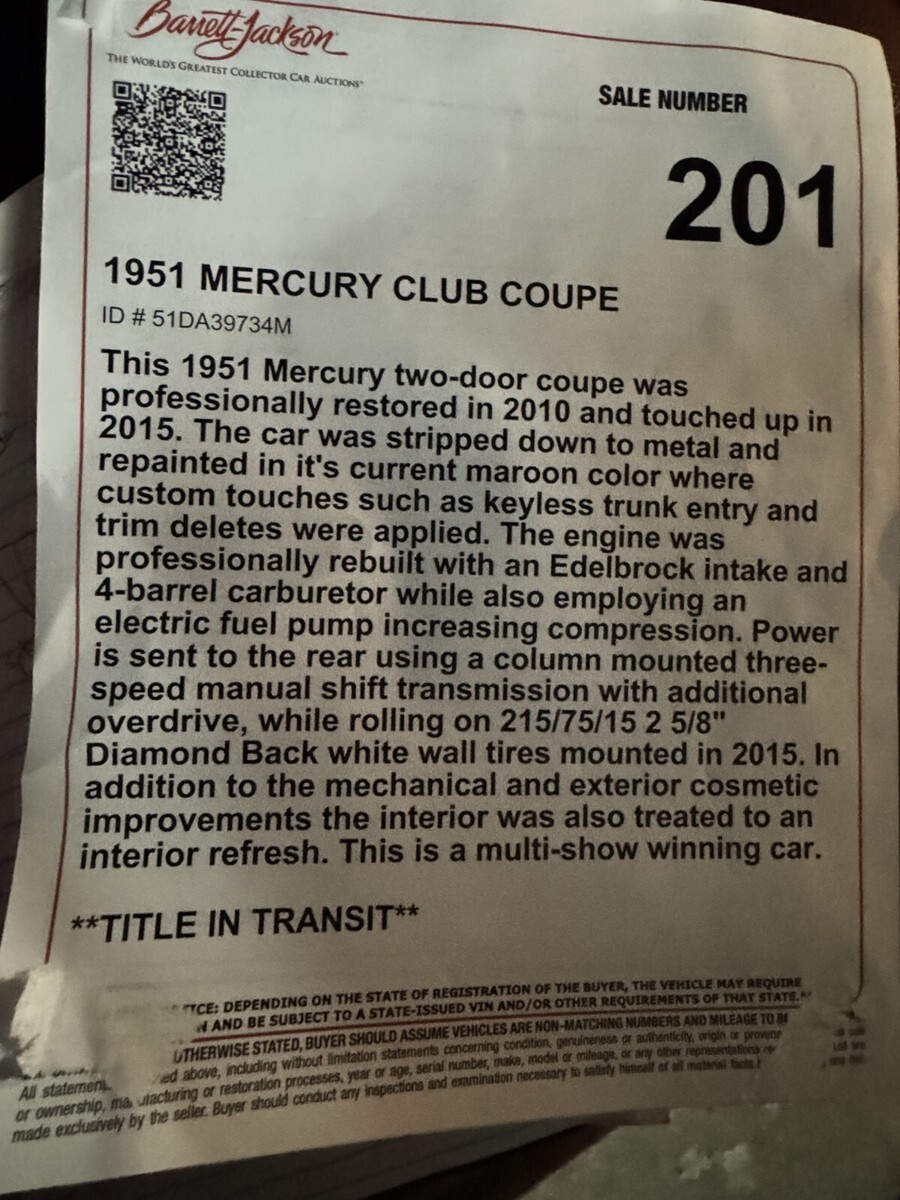 Barrett-Jackson
THE WORLD'S GREATEST COLLECTOR CAR AUCTIONS
SALE NUMBER
201
1951 MERCURY CLUB COUPE
ID # 51DA39734M
This 1951 Mercury two-door coupe was
professionally restored in 2010 and touched up in
2015. The car was stripped down to metal and
repainted in it's current maroon color where
custom touches such as keyless trunk entry and
trim deletes were applied. The engine was
professionally rebuilt with an Edelbrock intake and
4-barrel carburetor while also employing an
electric fuel pump increasing compression. Power
is sent to the rear using a column mounted three-
speed manual shift transmission with additional
overdrive, while rolling on 215/75/15 2 5/8"
Diamond Back white wall tires mounted in 2015. In
addition to the mechanical and exterior cosmetic
improvements the interior was also treated to an
interior refresh. This is a multi-show winning car.
**TITLE IN TRANSIT**
DEPENDING ON THE STATE OF REGISTRATION OF THE BUYER, THE VEHICLE MAY REQUIRE
AND BE SUBJECT TO A STATE-ISSUED VIN AND/OR OTHER REQUIREMENTS OF THAT STATE.**
STATED, BUYER SHOULD ASSUME VEHICLES ARE NON-MATCHING NUMBERS AND MILEAGE TO
All above, including without limitation statements concerning condition, genuineness or authenticity, origin or
or ownership, or restoration processes, year or age, serial number, make, model or mileage, or any other representations
made exclusively by the seller. Buyer should conduct any inspections and examination necessary to satisfy himself of all material facts